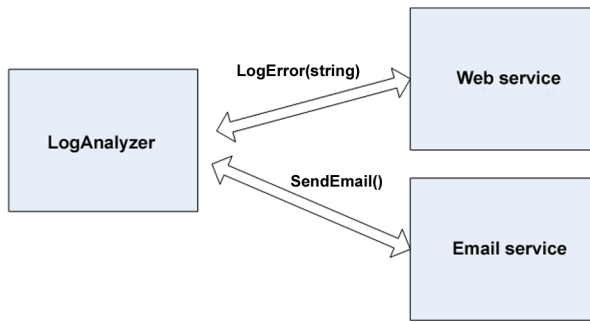 LogError(string)
Web service
LogAnalyzer
SendEmail()
Email service